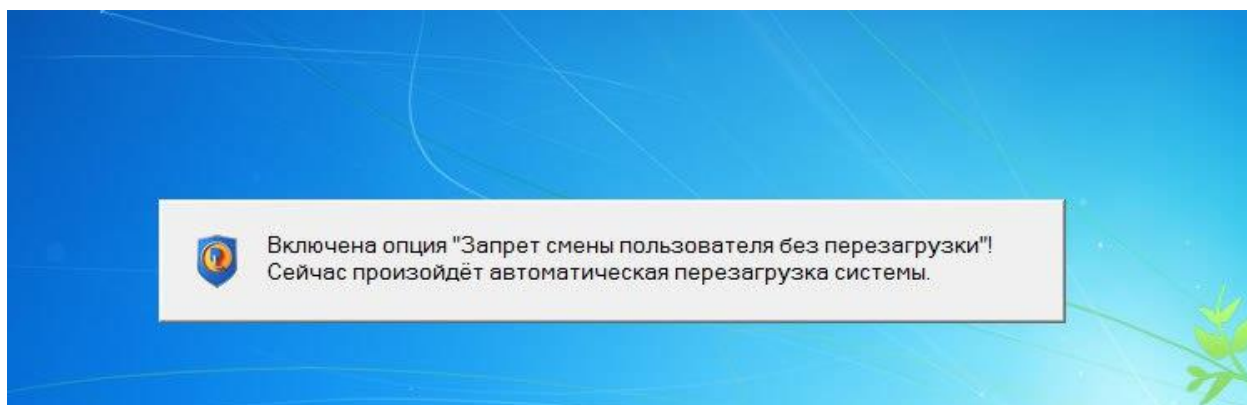 Включена опция "Запрет смены пользователя без перезагрузки"!
Сейчас произойдёт автоматическая перезагрузка системы.